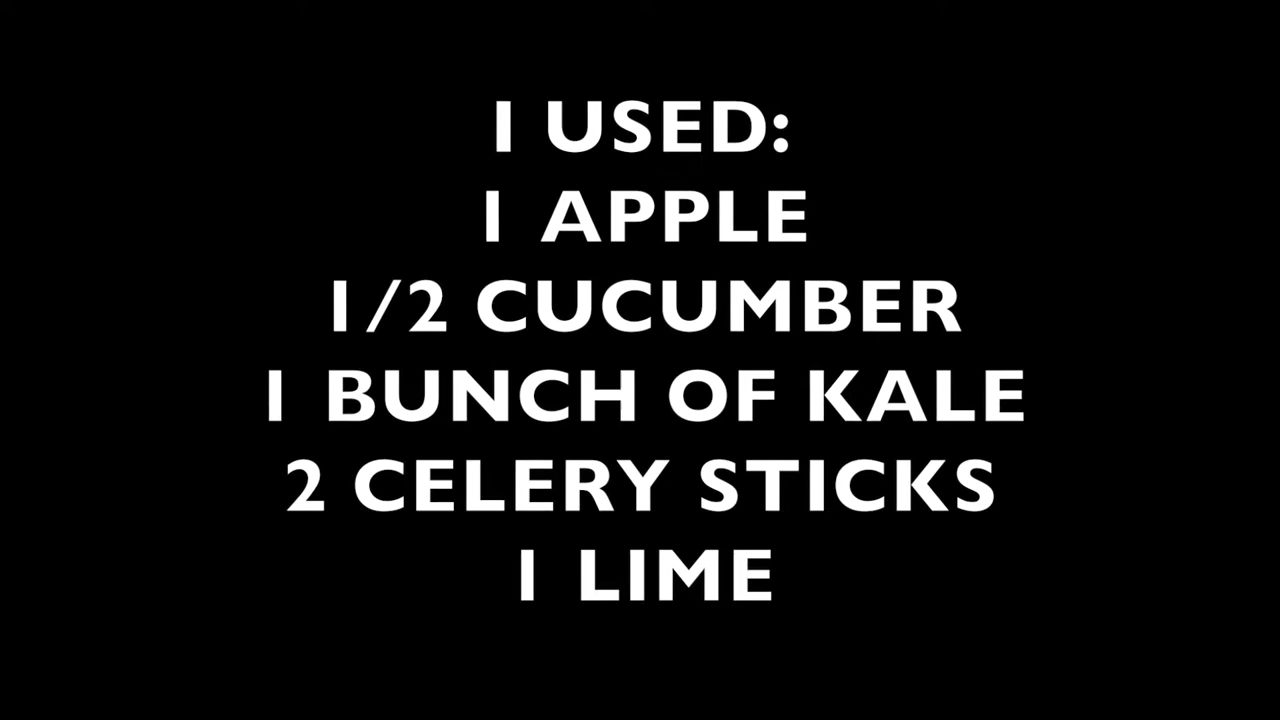 I USED:
1 APPLE
1/2 CUCUMBER
1 BUNCH OF KALE
2 CELERY STICKS
1 LIME